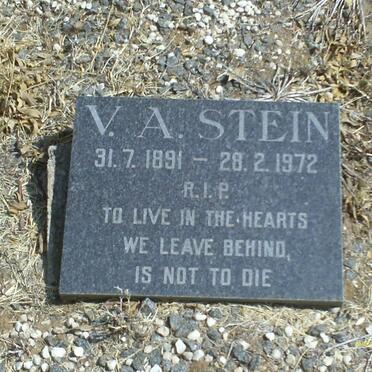 V. A. STEIN
31. 7. 1891 – 28. 2. 1972
R.I.P.
TO LIVE IN THE HEARTS
WE LEAVE BEHIND,
IS NOT TO DIE